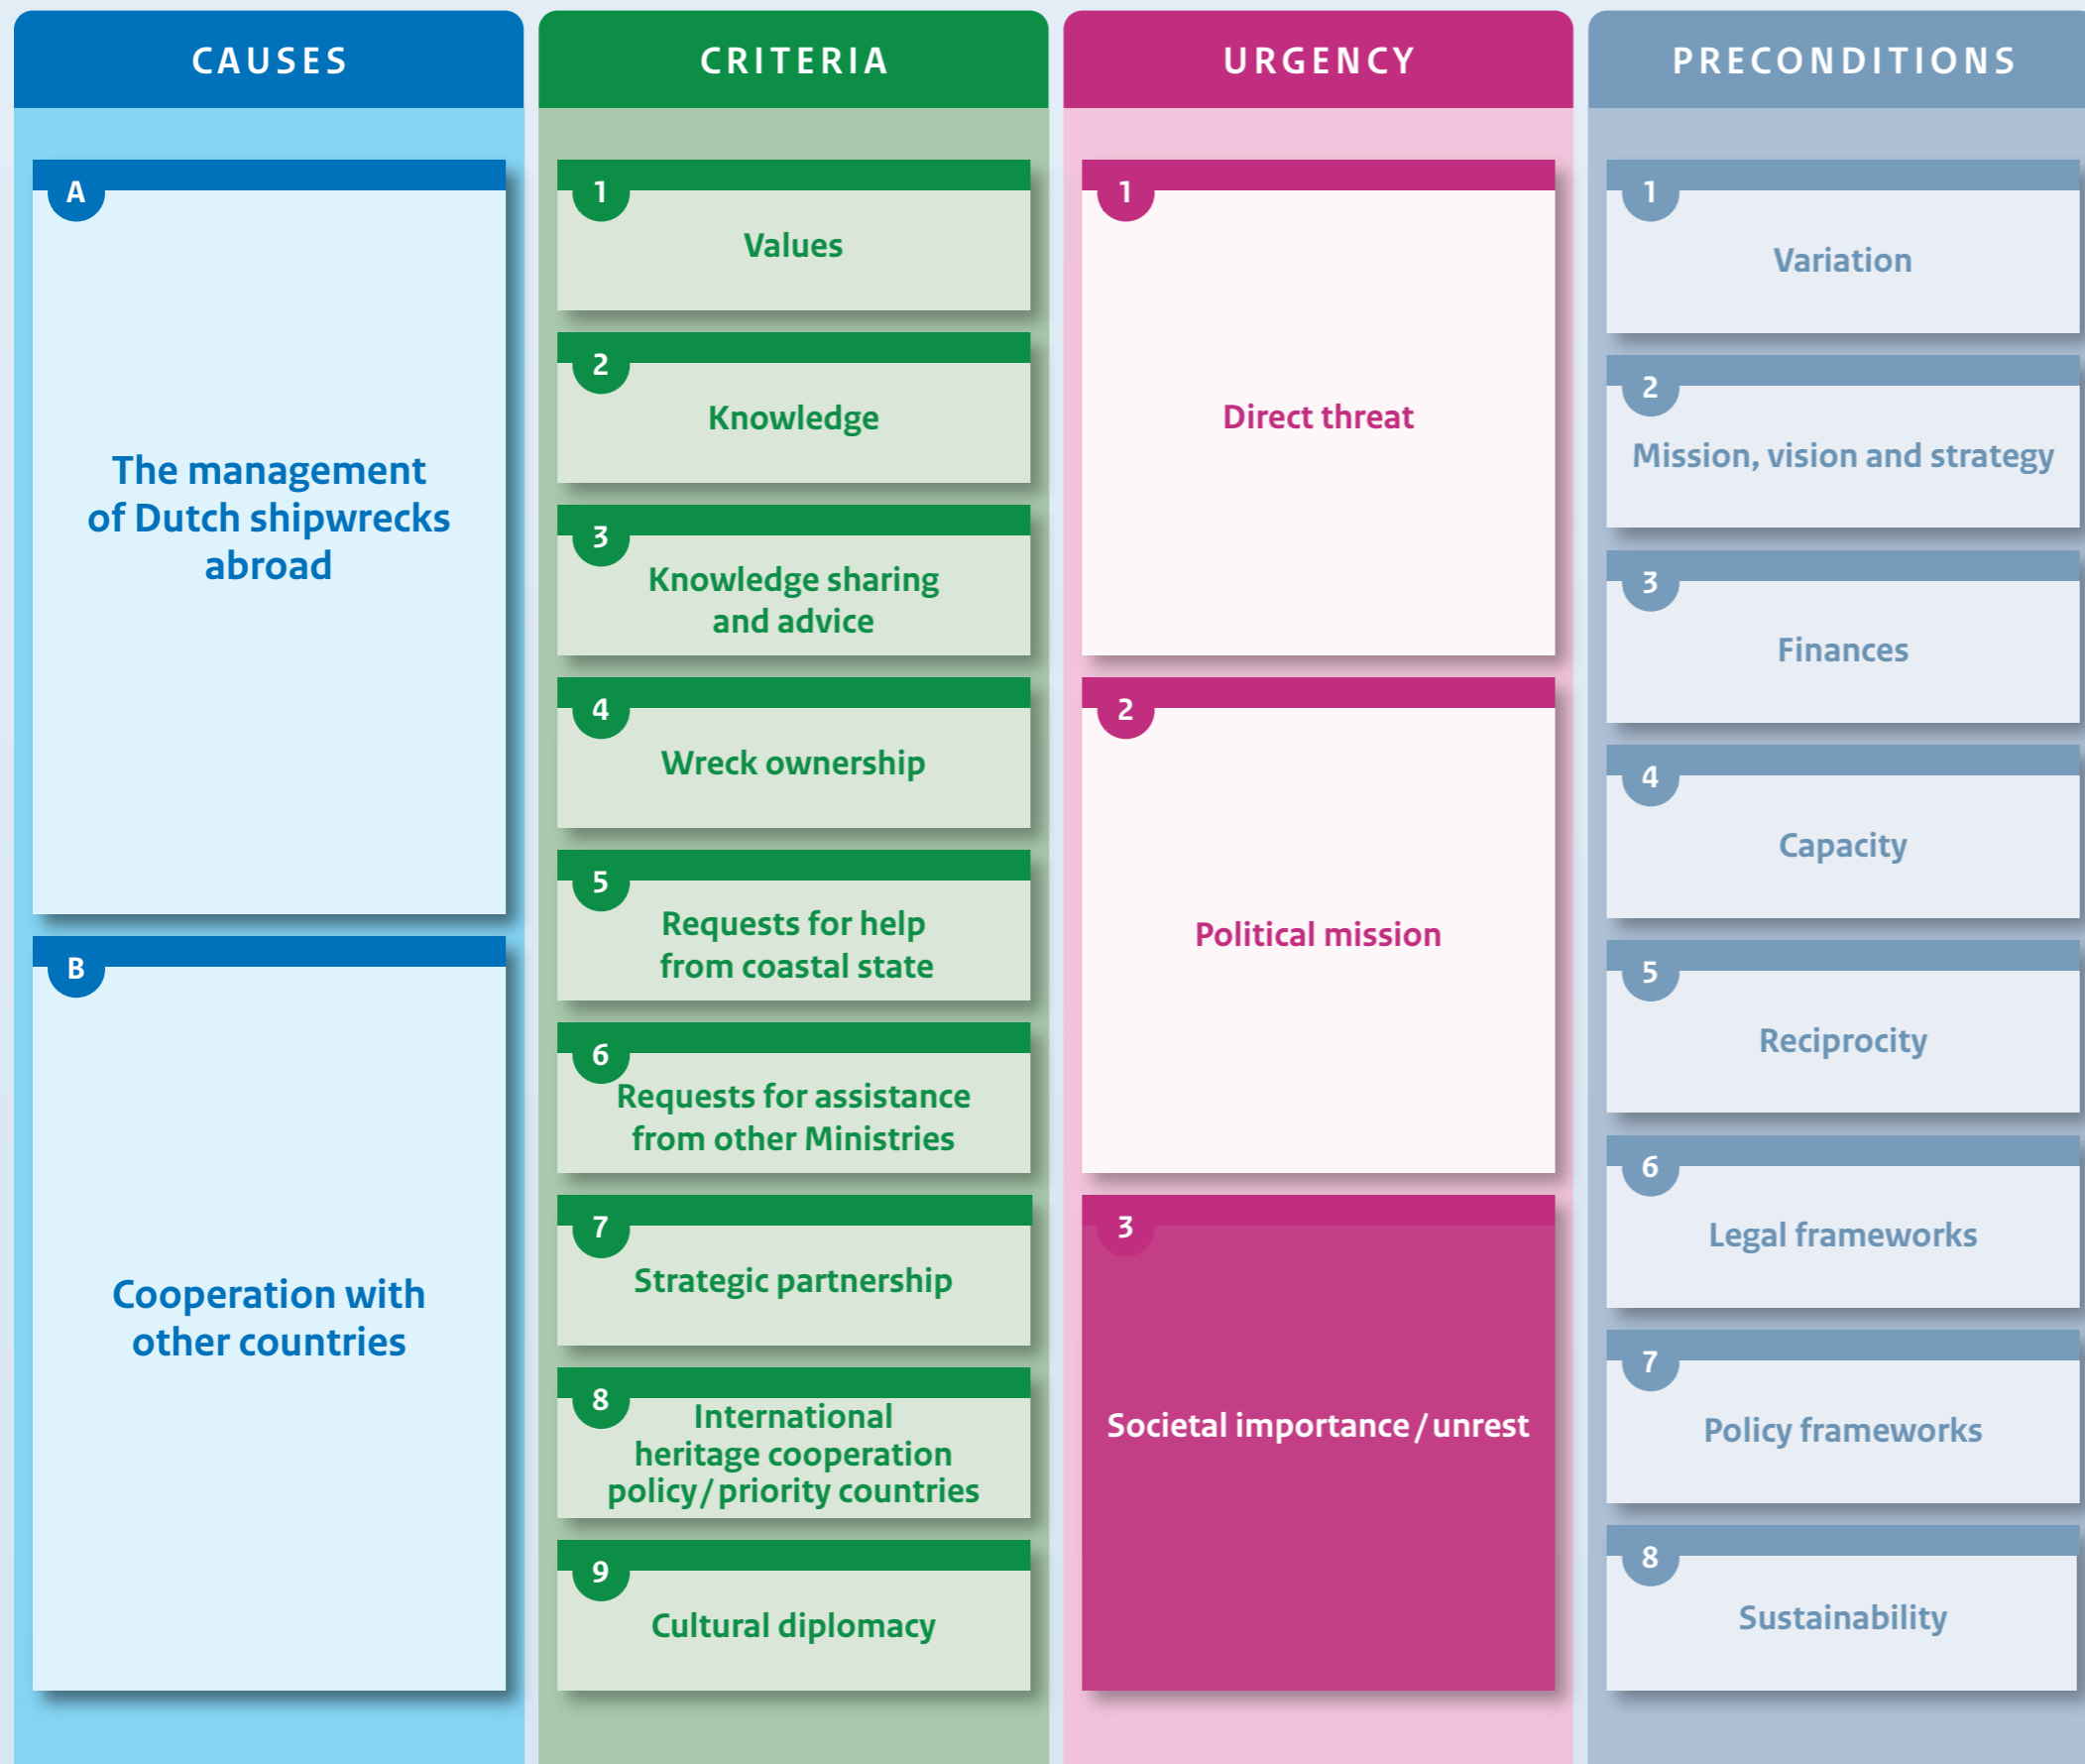 CAUSES
A
The management
of Dutch shipwrecks
abroad
B
Cooperation with
other countries
CRITERIA
1
Values
2
Knowledge
3
Knowledge sharing
and advice
4
Wreck ownership
5
Requests for help
from coastal state
6
Requests for assistance
from other Ministries
7
Strategic partnership
8
International
heritage cooperation
policy/priority countries
9
Cultural diplomacy
URGENCY
1
Direct threat
2
Political mission
3
Societal importance/unrest
PRECONDITIONS
1
Variation
2
Mission, vision and strategy
3
Finances
4
Capacity
5
Reciprocity
6
Legal frameworks
7
Policy frameworks
8
Sustainability